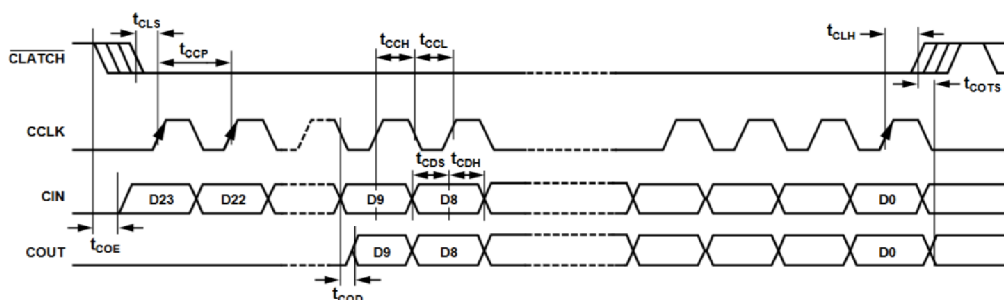 tCLS
tCCP
tCCH
tCCL
tCLH
CLATCH
tCOTS
CCLK
tCDS
tCDH
CIN
D23
D22
D9
D8
D0
tCOE
COUT
D9
D8
D0
tCOD